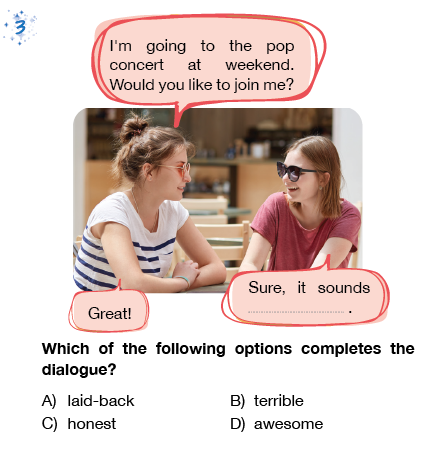 3
I'm going to the pop
concert at weekend.
Would you like to join me?
Sure, it sounds
.............................. .
Great!
Which of the following options completes the
dialogue?
A) laid-back
B) terrible
C) honest
D) awesome